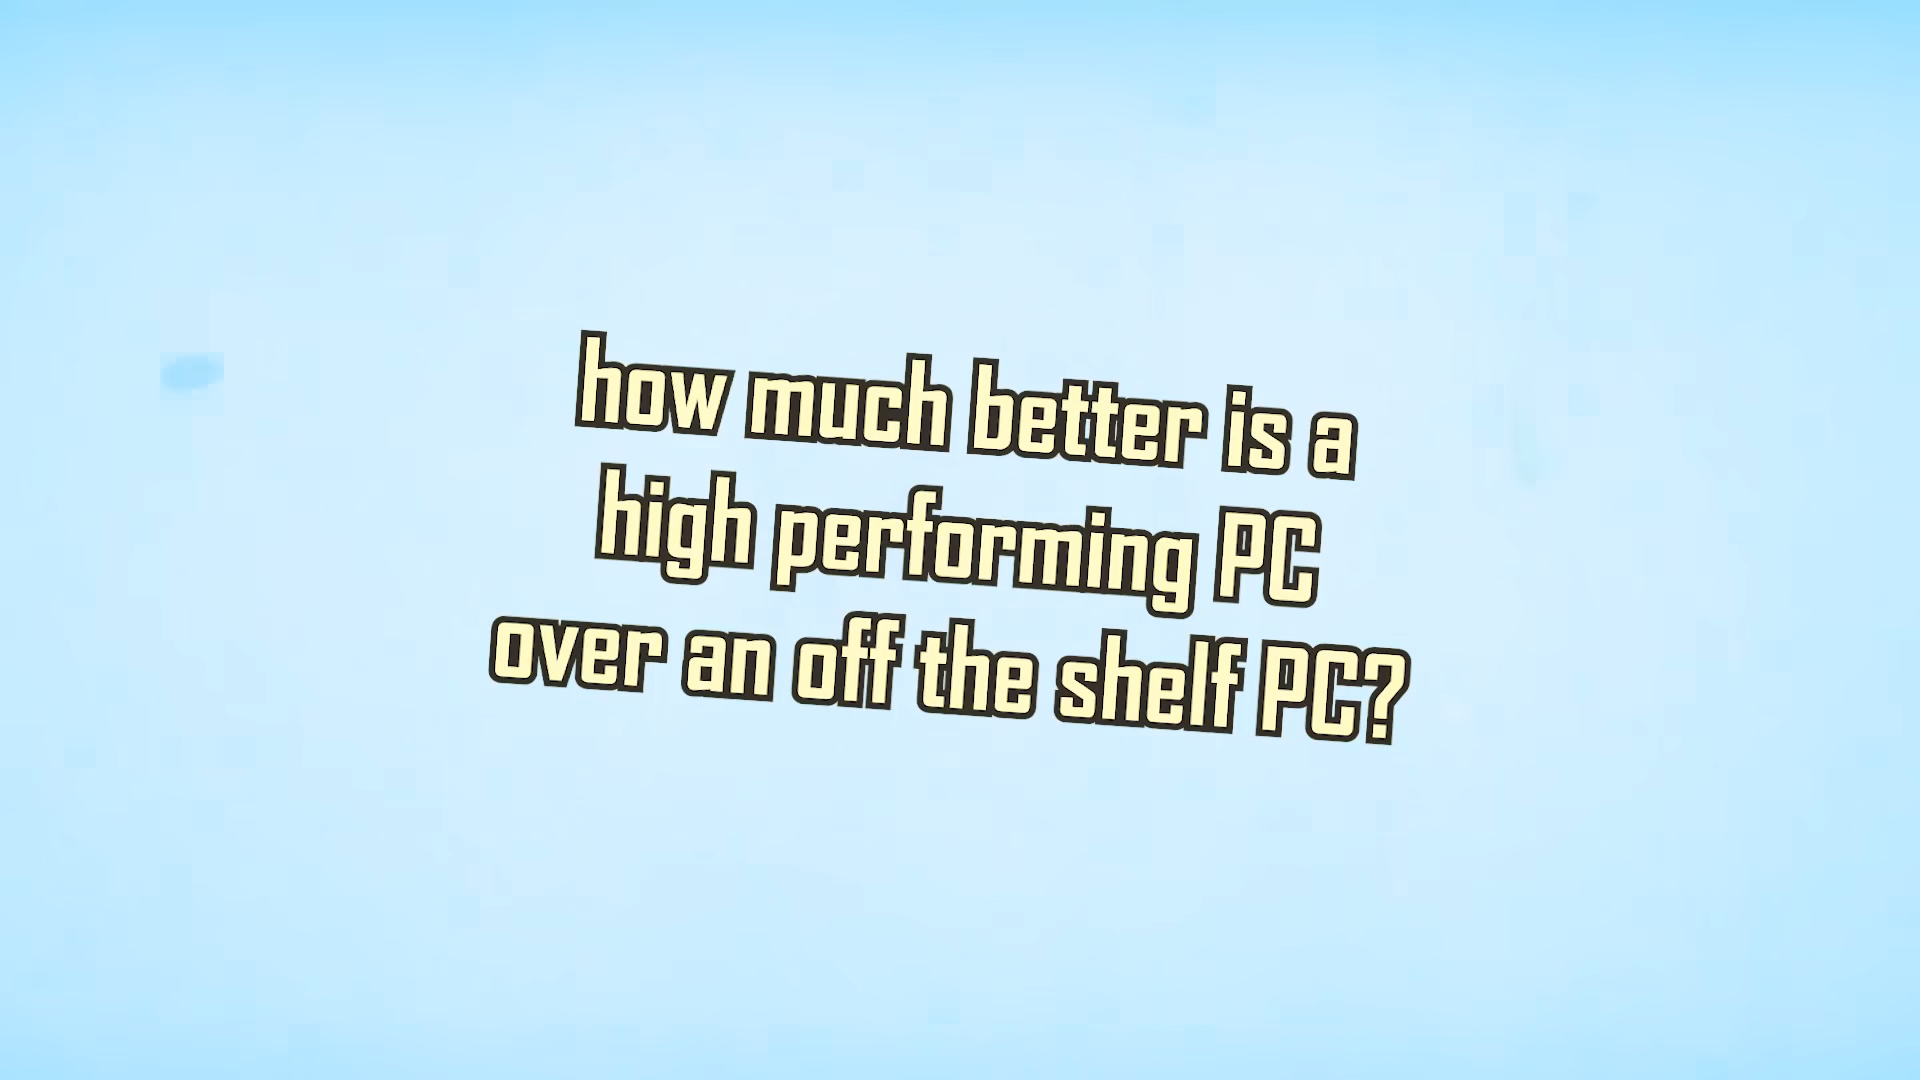 how much better is a
high performing PC
over an off the shelf PC?